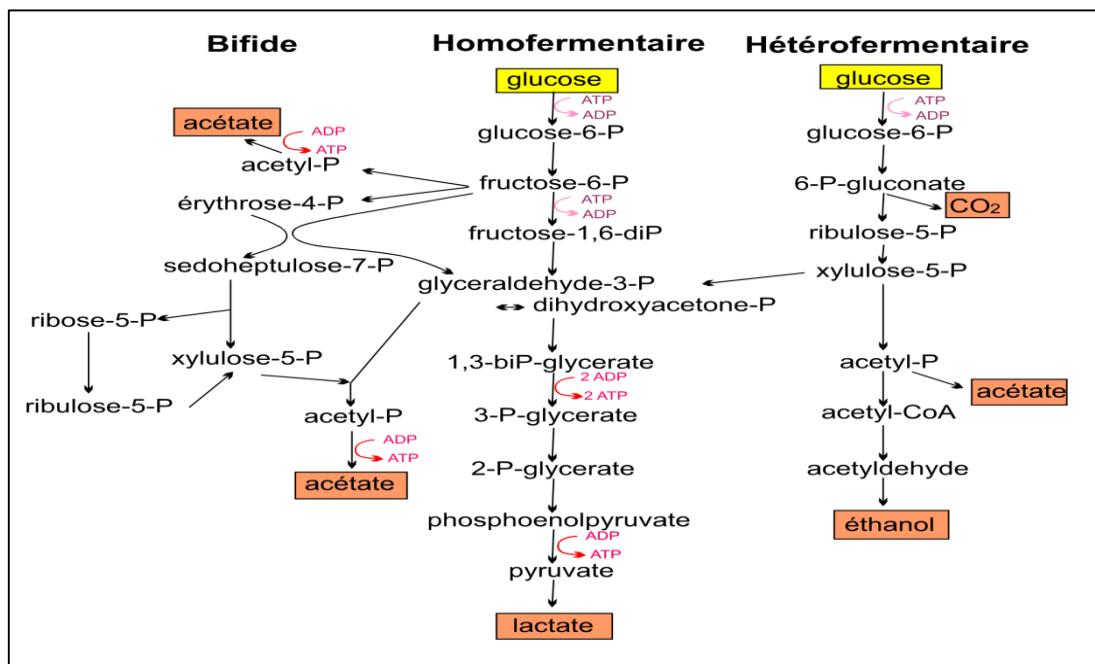 Bifide
Homofermentaire
Hétérofermentaire
acétate
ADP
ATP
acetyl-P
érythrose-4-P
sedoheptulose-7-P
ribose-5-P
xylulose-5-P
ribulose-5-P
acetyl-P
ADP
ATP
acétate
glucose
ATP
ADP
glucose-6-P
fructose-6-P
ATP
ADP
fructose-1,6-diP
glyceraldehyde-3-P
dihydroxyacetone-P
1,3-biP-glycerate
2 ADP
2 ATP
3-P-glycerate
2-P-glycerate
phosphoenolpyruvate
ADP
ATP
pyruvate
lactate
glucose
ATP
ADP
glucose-6-P
6-P-gluconate
CO₂
ribulose-5-P
xylulose-5-P
acetyl-P
acétate
acetyl-CoA
acetyldehyde
éthanol